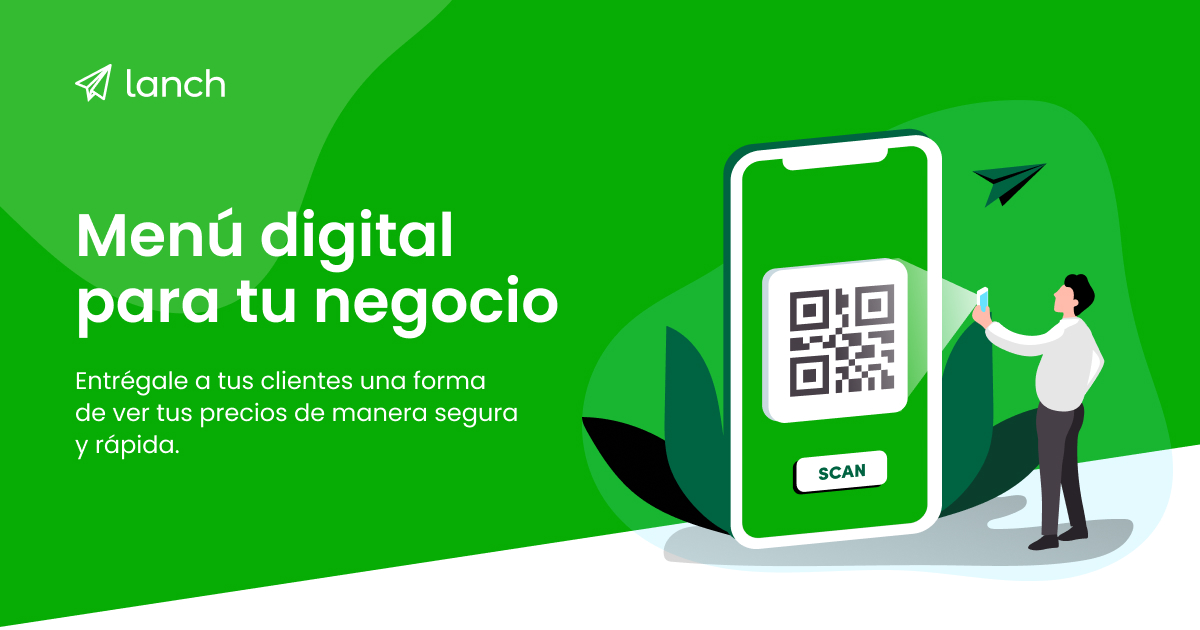 lanch
Menú digital
para tu negocio
Entrégale a tus clientes una forma
de ver tus precios de manera segura
y rápida.
SCAN